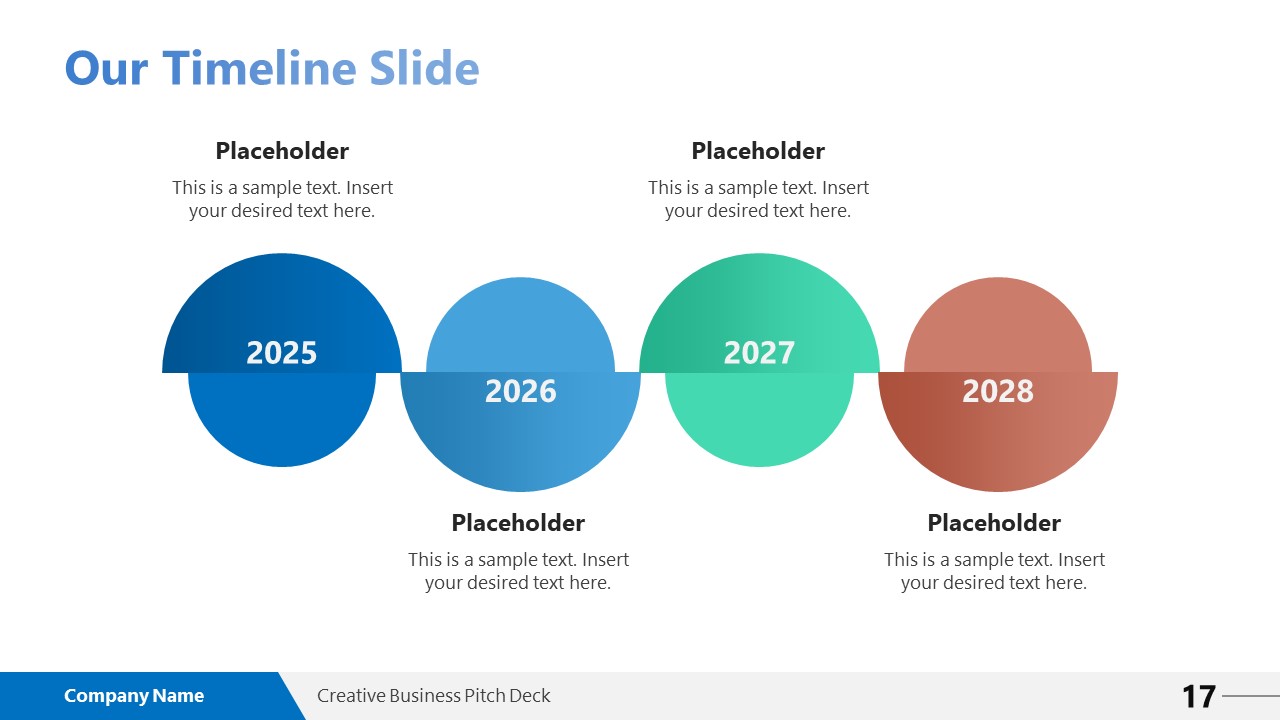 Our Timeline Slide
Placeholder
This is a sample text. Insert
your desired text here.
Placeholder
This is a sample text. Insert
your desired text here.
2025
2026
2027
2028
Placeholder
This is a sample text. Insert
your desired text here.
Placeholder
This is a sample text. Insert
your desired text here.
Company Name
Creative Business Pitch Deck
17